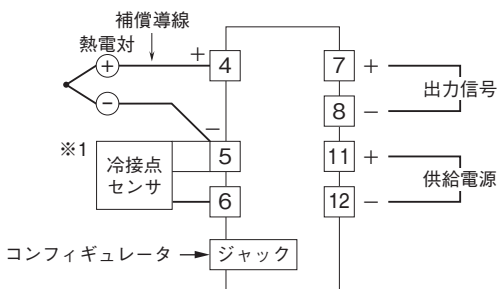 補償導線
熱電対
+
−
+
4
−
5
6
※1
冷接点
センサ
コンフィギュレータ
ジャック
7
+
8
−
出力信号
11
+
12
−
供給電源